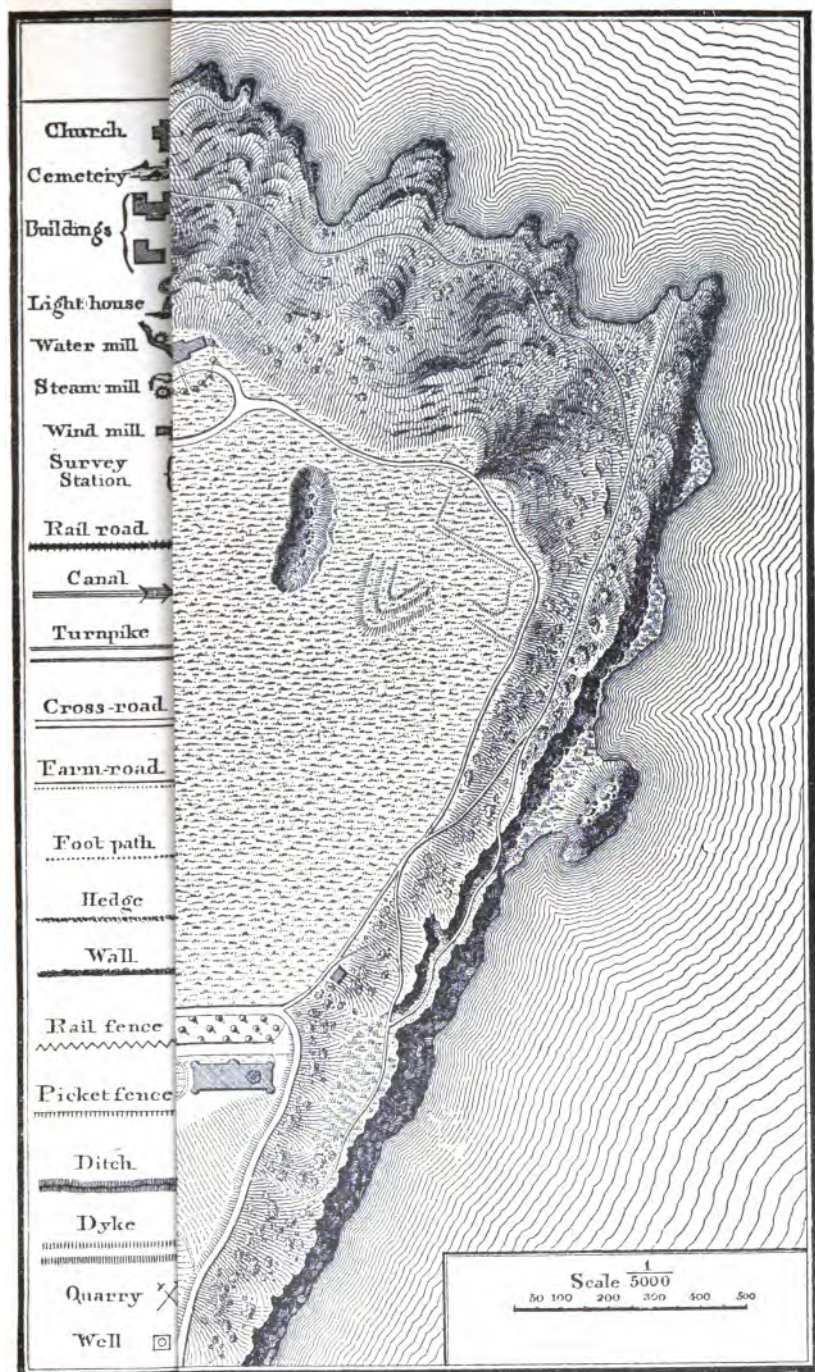 Church
Cemetery
Buildings
Light house
Water mill
Steam mill
Wind mill
Survey
Station
Rail road
Canal
Turnpike
Cross-road
Farm-road
Foot path
Hedge
Wall
Rail fence
Picket fence
Ditch
Dyke
Quarry
Well
Scale 1/5000
50 100 200 300 400 500